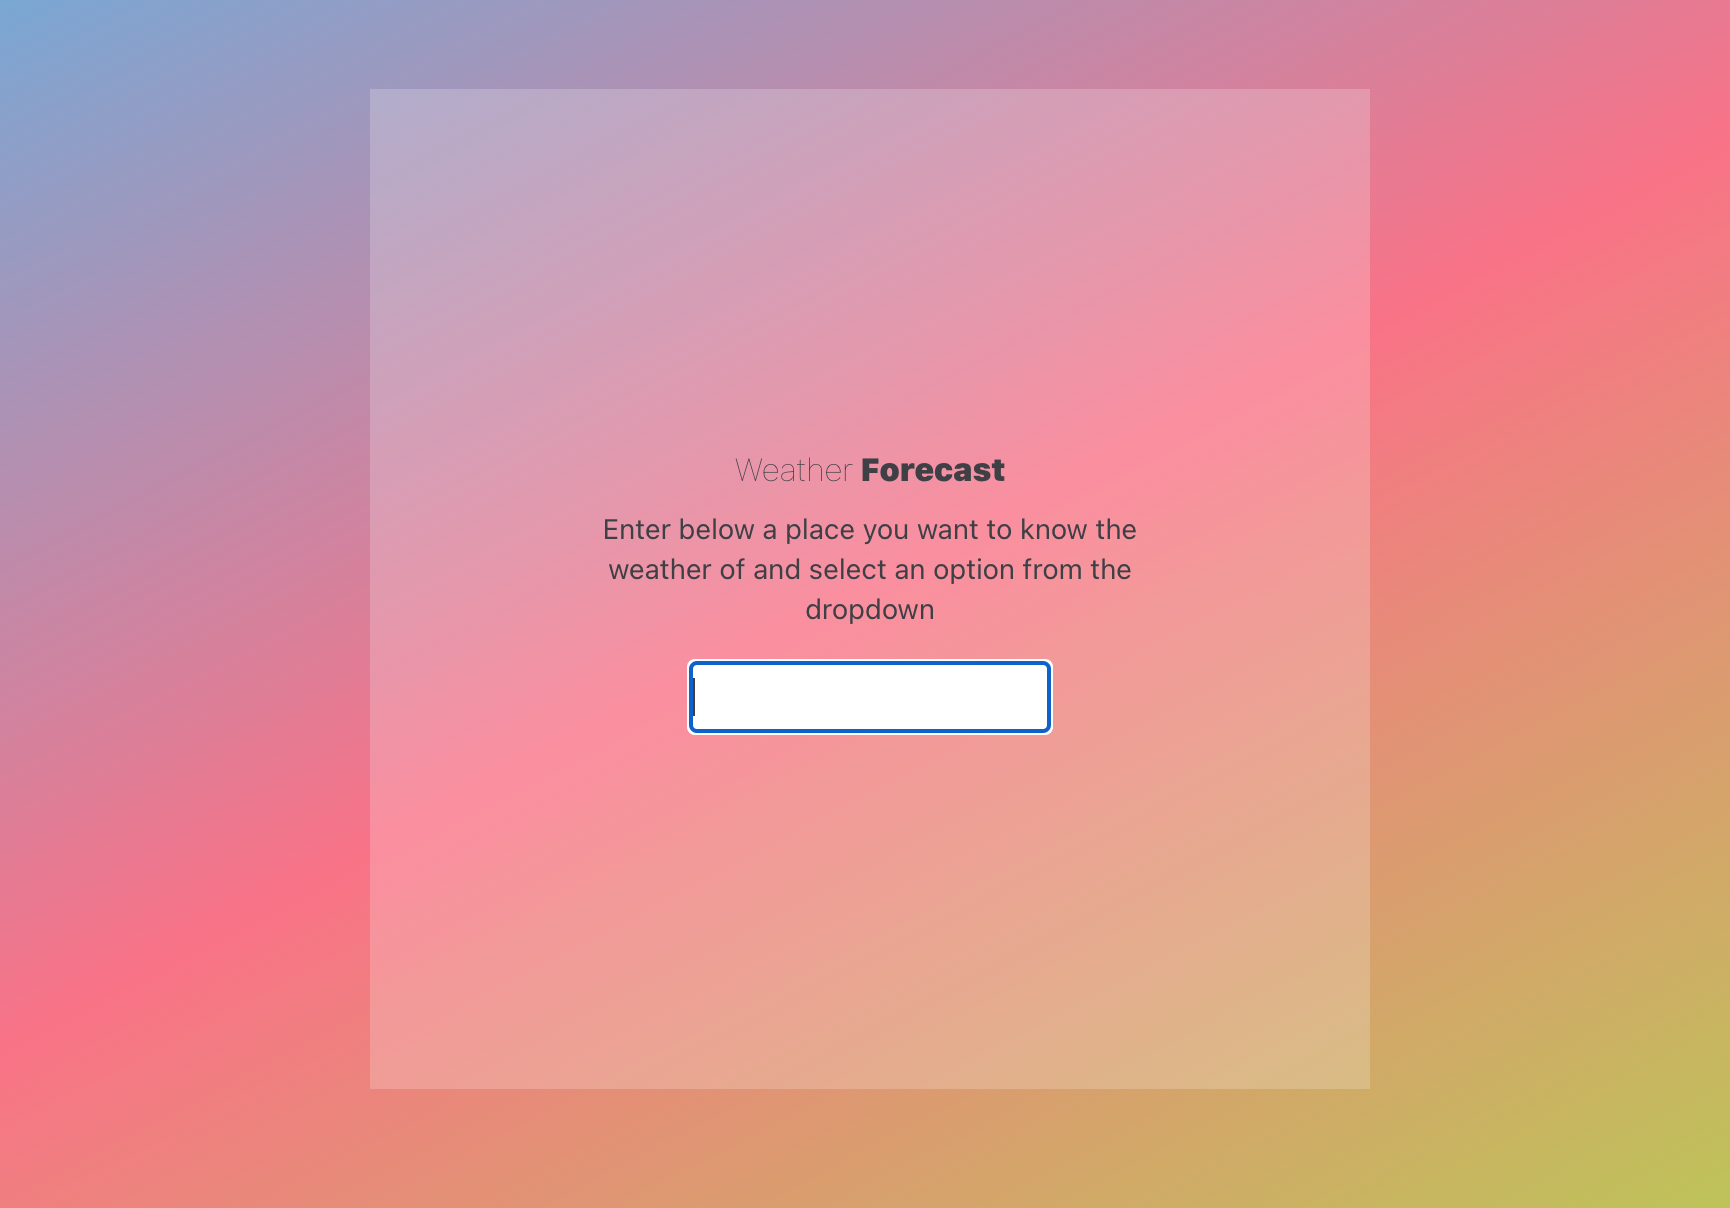 Weather Forecast
Enter below a place you want to know the
weather of and select an option from the
dropdown